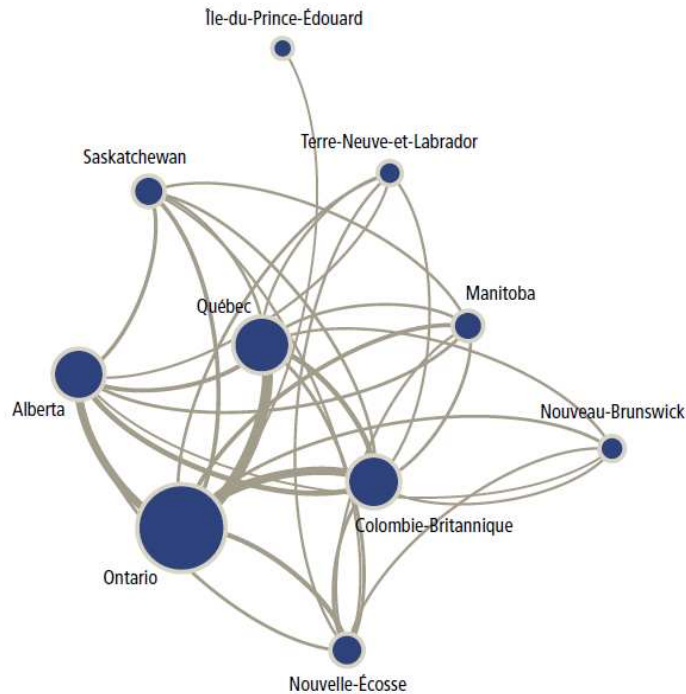 Île-du-Prince-Édouard
Terre-Neuve-et-Labrador
Saskatchewan
Manitoba
Québec
Alberta
Nouveau-Brunswick
Colombie-Britannique
Ontario
Nouvelle-Écosse